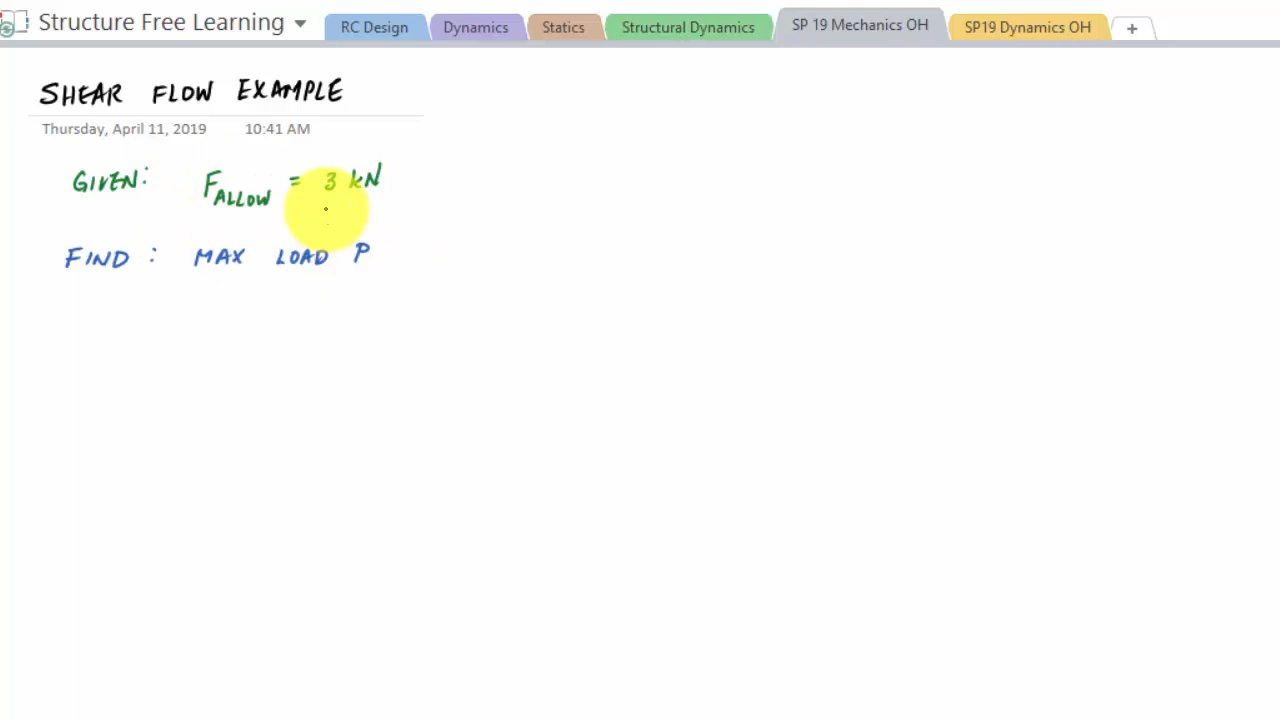 Structure Free Learning
RC Design Dynamics Statics Structural Dynamics SP 19 Mechanics OH SP19 Dynamics OH +
SHEAR FLOW EXAMPLE
Thursday, April 11, 2019 10:41 AM
GIVEN: FALLOW = 3 kN
FIND: MAX LOAD P